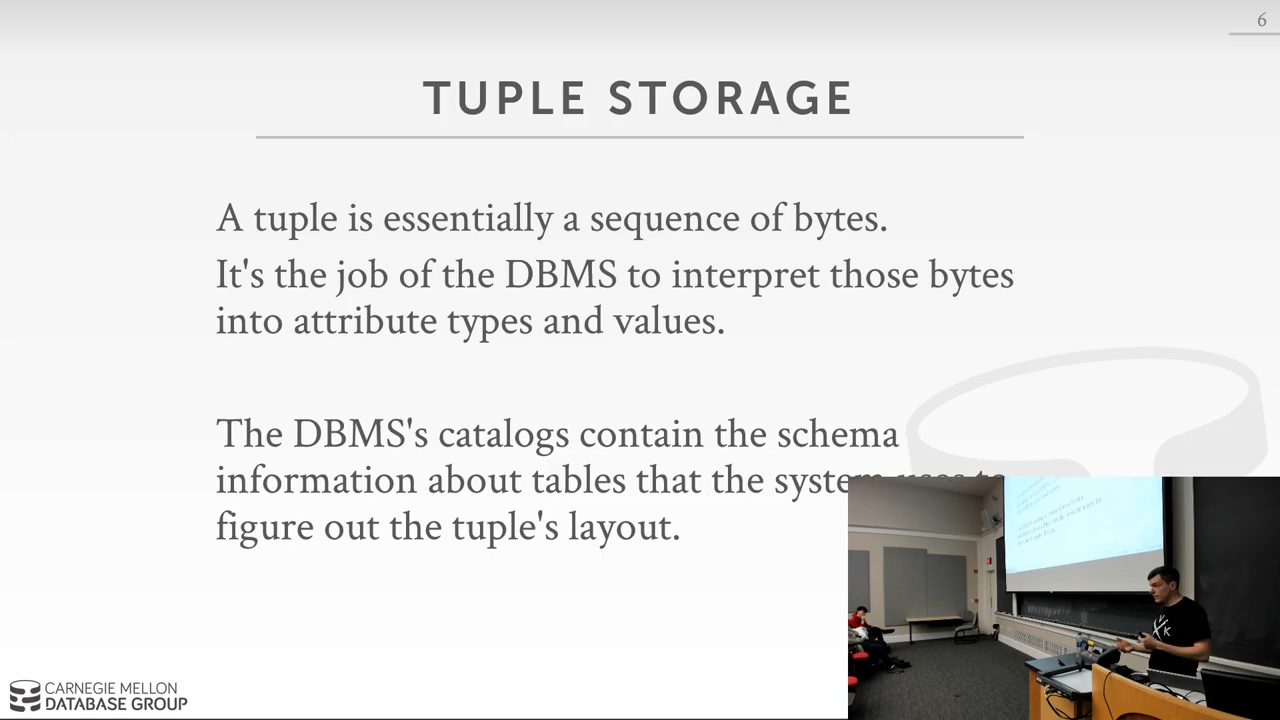 6
TUPLE STORAGE
A tuple is essentially a sequence of bytes.
It's the job of the DBMS to interpret those bytes
into attribute types and values.
The DBMS's catalogs contain the schema
information about tables that the system uses to
figure out the tuple's layout.
CARNEGIE MELLON
DATABASE GROUP